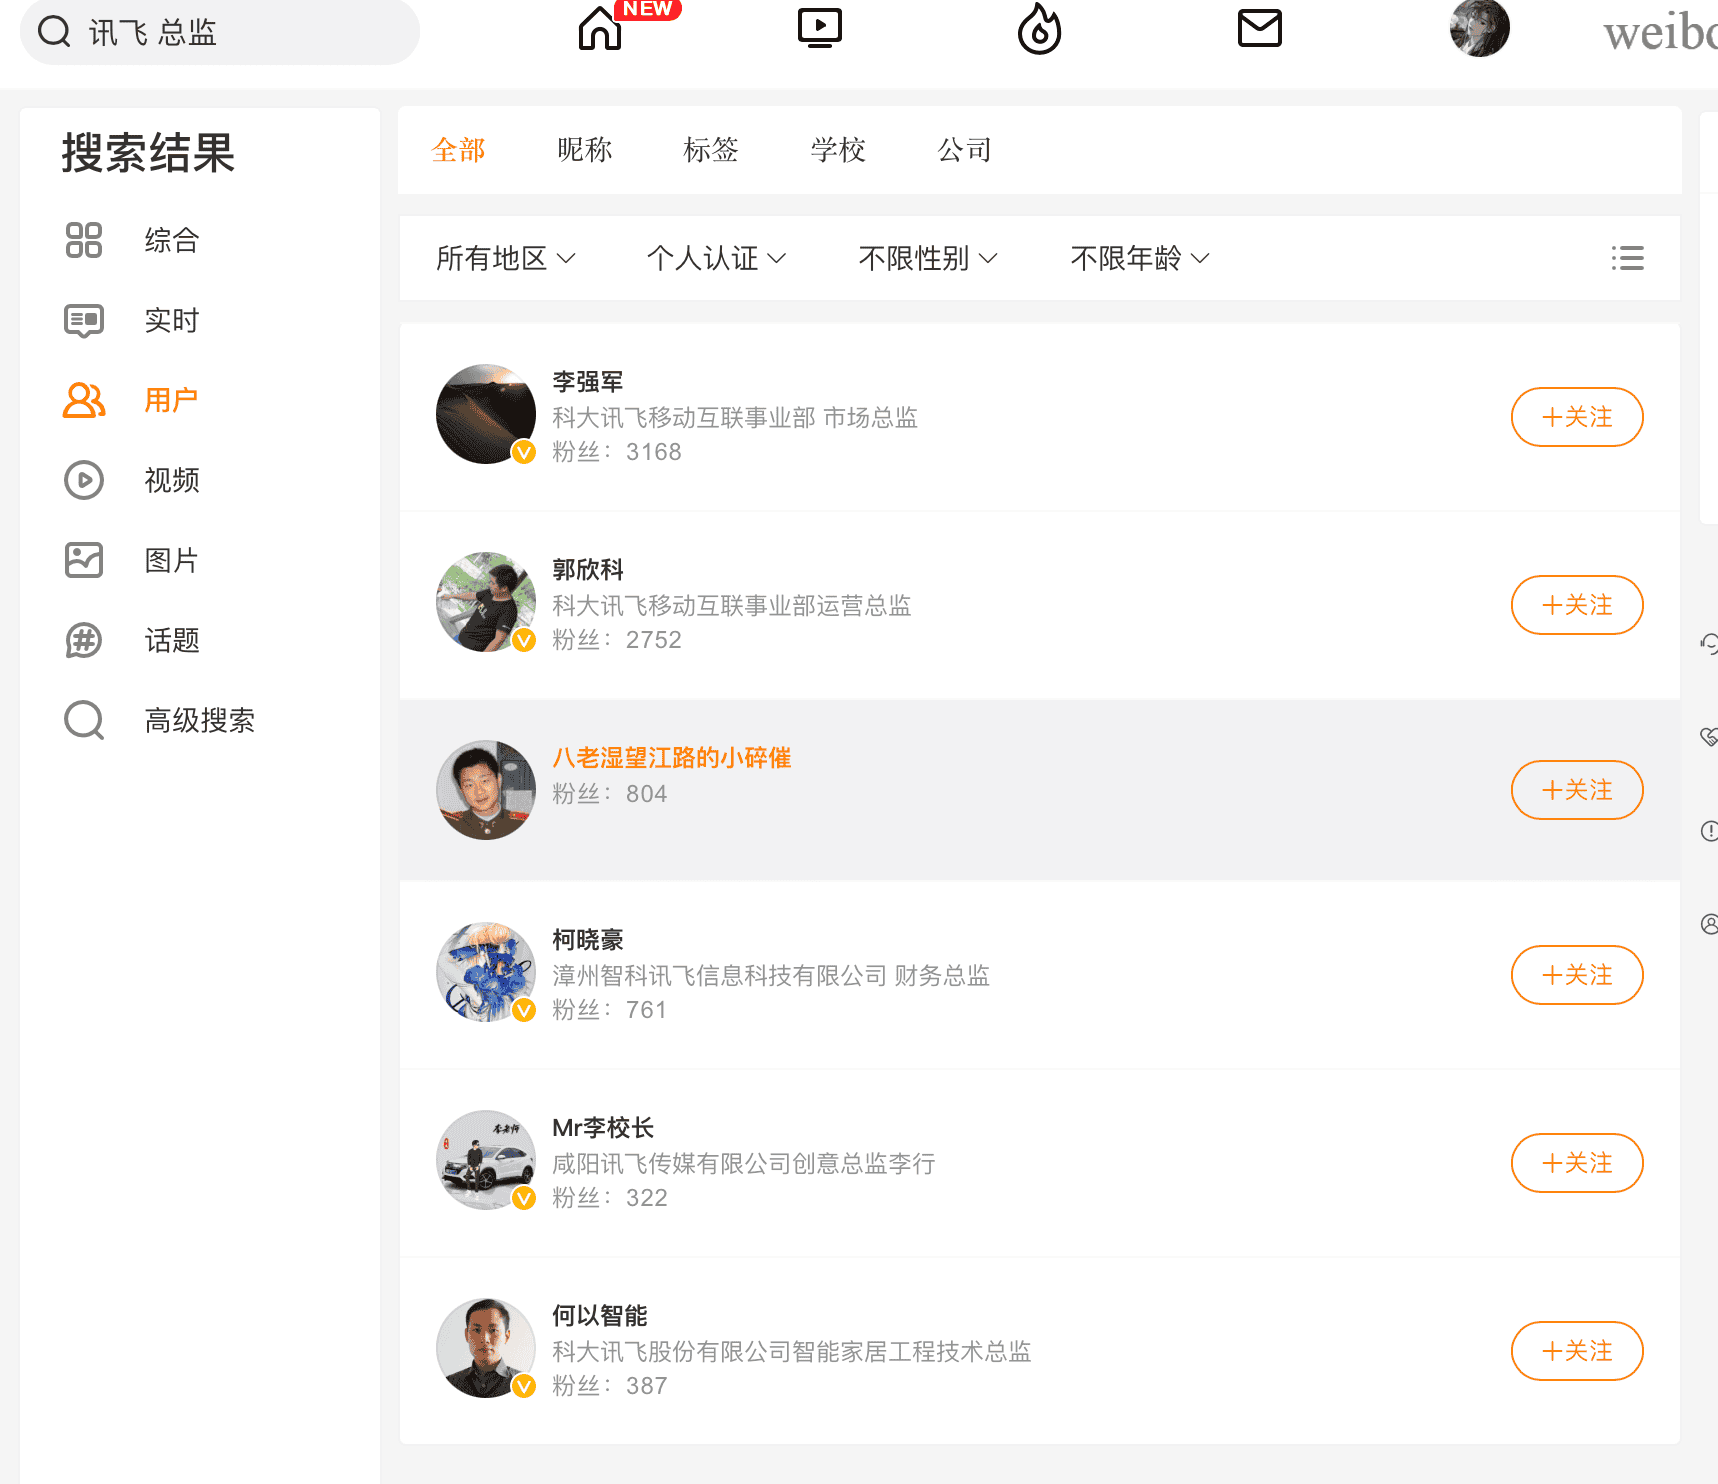 讯飞 总监
NEW
weibo
搜索结果
综合
实时
用户
视频
图片
话题
高级搜索
全部 昵称 标签 学校 公司
所有地区 个人认证 不限性别 不限年龄
李强军
科大讯飞移动互联事业部 市场总监
粉丝：3168
+关注
郭欣科
科大讯飞移动互联事业部运营总监
粉丝：2752
+关注
八老湿望江路的小碎催
粉丝：804
+关注
柯晓豪
漳州智科讯飞信息科技有限公司 财务总监
粉丝：761
+关注
李老师
Mr李校长
咸阳讯飞传媒有限公司创意总监李行
粉丝：322
+关注
何以智能
科大讯飞股份有限公司智能家居工程技术总监
粉丝：387
+关注